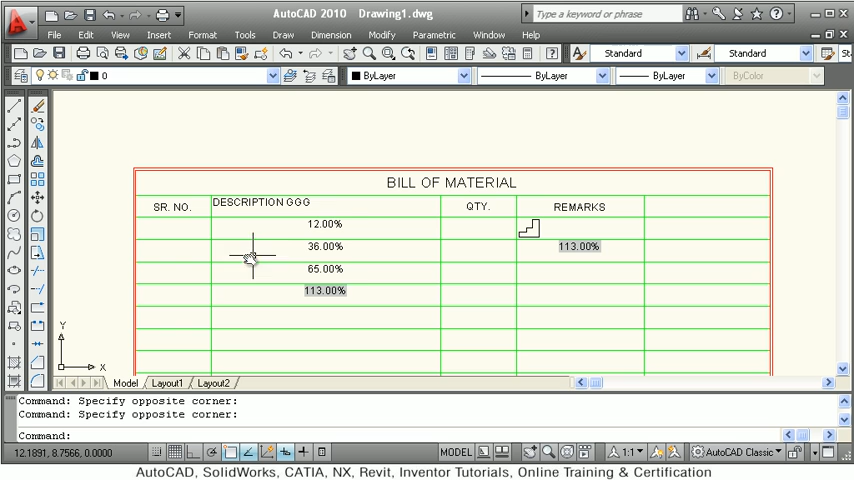 AutoCAD 2010 Drawing1.dwg
Type a keyword or phrase
File Edit View Insert Format Tools Draw Dimension Modify Parametric Window Express Window Help
Standard Standard
0 ByLayer ByLayer ByLayer ByColor
BILL OF MATERIAL
SR. NO. DESCRIPTION GGG QTY. REMARKS
12.00%
36.00% 113.00%
65.00%
113.00%
Y
X
Model Layout1 Layout2
Command: Specify opposite corner:
Command: Specify opposite corner:
Command:
12.1891, 8.7566, 0.0000 MODEL 1:1 AutoCAD Classic
AutoCAD, SolidWorks, CATIA, NX, Revit, Inventor Tutorials, Online Training & Certification